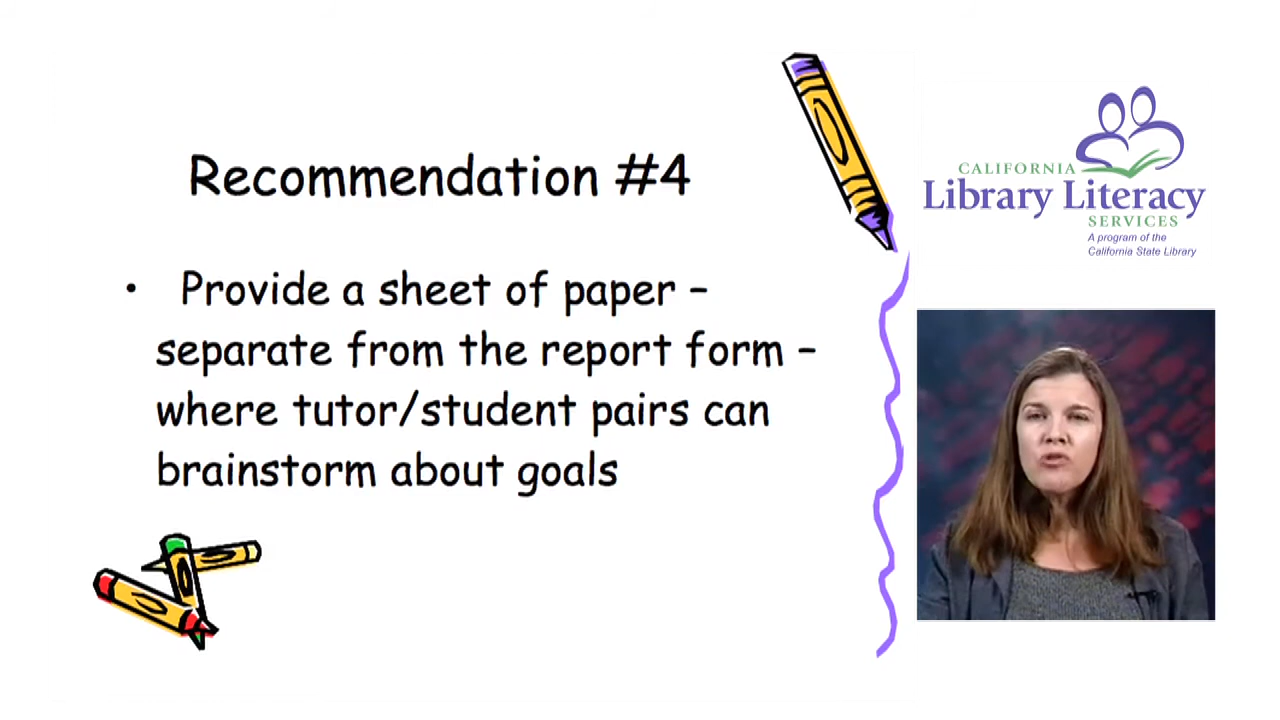 Recommendation #4
• Provide a sheet of paper –
separate from the report form –
where tutor/student pairs can
brainstorm about goals
CALIFORNIA
Library Literacy
SERVICES
A program of the
California State Library